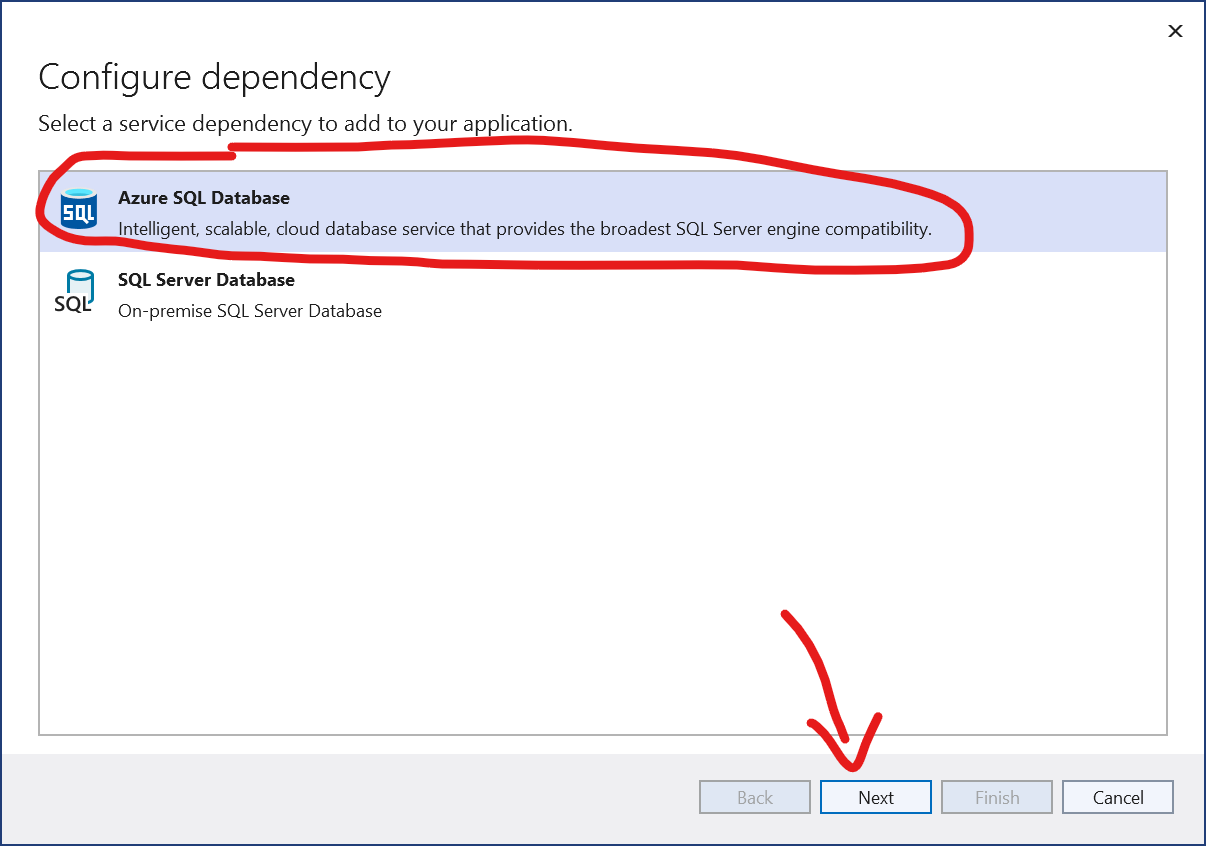 Configure dependency
Select a service dependency to add to your application.
SQL
Azure SQL Database
Intelligent, scalable, cloud database service that provides the broadest SQL Server engine compatibility.
SQL
SQL Server Database
On-premise SQL Server Database
Back
Next
Finish
Cancel